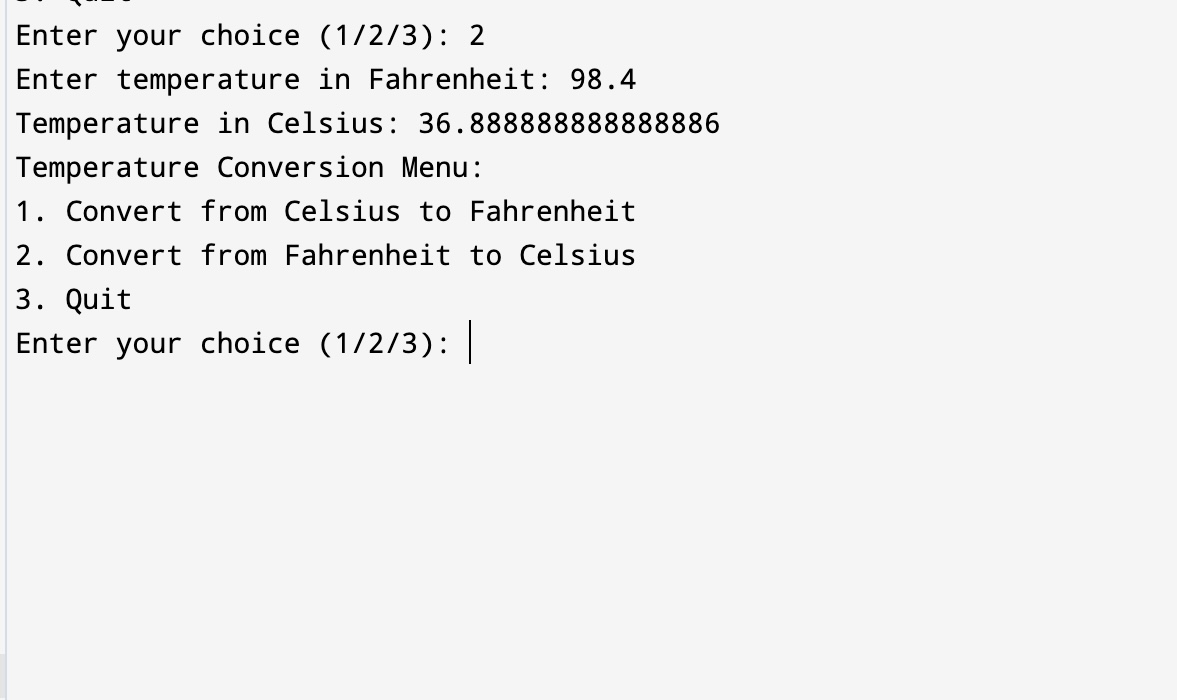 3. Quit
Enter your choice (1/2/3): 2
Enter temperature in Fahrenheit: 98.4
Temperature in Celsius: 36.888888888888886
Temperature Conversion Menu:
1. Convert from Celsius to Fahrenheit
2. Convert from Fahrenheit to Celsius
3. Quit
Enter your choice (1/2/3):